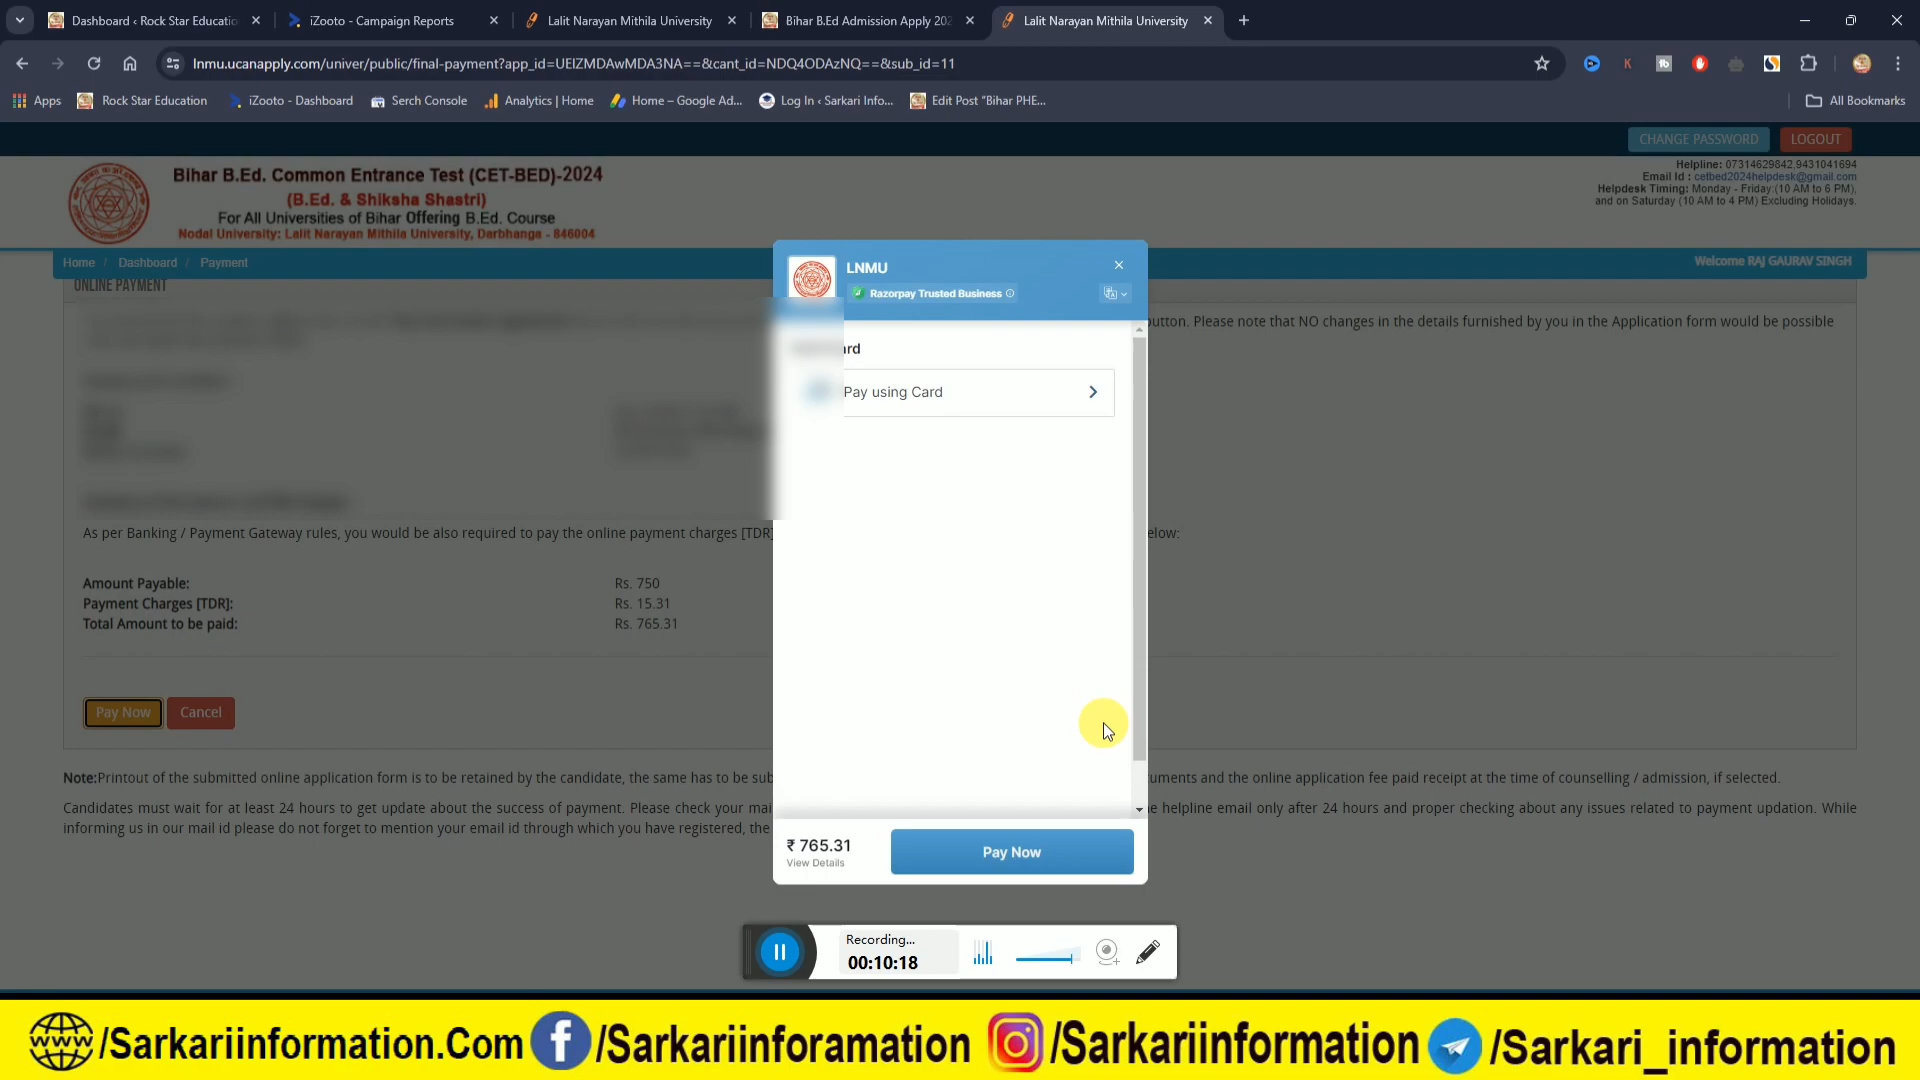 Dashboard ‹ Rock Star Educatio
iZooto - Campaign Reports
Lalit Narayan Mithila University
Bihar B.Ed Admission Apply 202
Lalit Narayan Mithila University
lnmu.ucanapply.com/univer/public/final-payment?app_id=UElZMDAwMDA3NA==&cant_id=NDQ4ODAzNQ==&sub_id=11
Apps
Rock Star Education
iZooto - Dashboard
Serch Console
Analytics | Home
Home – Google Ad...
Log In ‹ Sarkari Info...
Edit Post "Bihar PHE...
All Bookmarks
CHANGE PASSWORD
LOGOUT
Bihar B.Ed. Common Entrance Test (CET-BED)-2024
(B.Ed. & Shiksha Shastri)
For All Universities of Bihar Offering B.Ed. Course
Nodal University: Lalit Narayan Mithila University, Darbhanga - 846004
Helpline: 07314629842,9431041694
Email Id : cetbed2024helpdesk@gmail.com
Helpdesk Timing: Monday - Friday:(10 AM to 6 PM),
and on Saturday (10 AM to 4 PM) Excluding Holidays.
Home / Dashboard / Payment
Welcome RAJ GAURAV SINGH
ONLINE PAYMENT
LNMU
Razorpay Trusted Business
utton. Please note that NO changes in the details furnished by you in the Application form would be possible
rd
Pay using Card
As per Banking / Payment Gateway rules, you would be also required to pay the online payment charges [TDR]
elow:
Amount Payable: Rs. 750
Payment Charges [TDR]: Rs. 15.31
Total Amount to be paid: Rs. 765.31
Pay Now
Cancel
Note:Printout of the submitted online application form is to be retained by the candidate, the same has to be sub
uments and the online application fee paid receipt at the time of counselling / admission, if selected.
Candidates must wait for at least 24 hours to get update about the success of payment. Please check your mai
e helpline email only after 24 hours and proper checking about any issues related to payment updation. While
informing us in our mail id please do not forget to mention your email id through which you have registered, the
₹ 765.31
View Details
Pay Now
Recording...
00:10:18
www /Sarkariinformation.Com
/Sarkariinforamation
/Sarkariinformation
/Sarkari_information